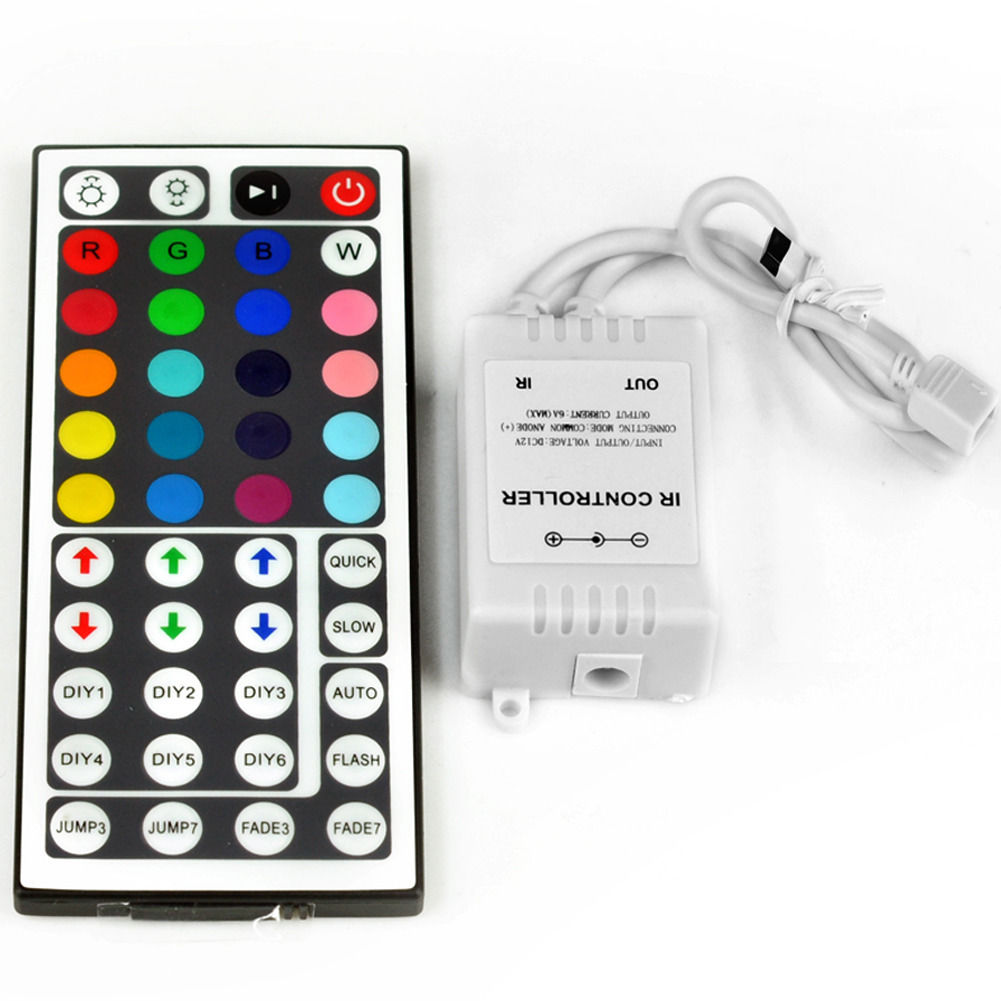 R G B W
QUICK
SLOW
DIY1 DIY2 DIY3 AUTO
DIY4 DIY5 DIY6 FLASH
JUMP3 JUMP7 FADE3 FADE7
IR CONTROLLER
INPUT/OUTPUT VOLTAGE:DC12V
CONNECTING MODE:COMMON ANODE(+)
OUTPUT CURRENT:6A(MAX)
OUT IR